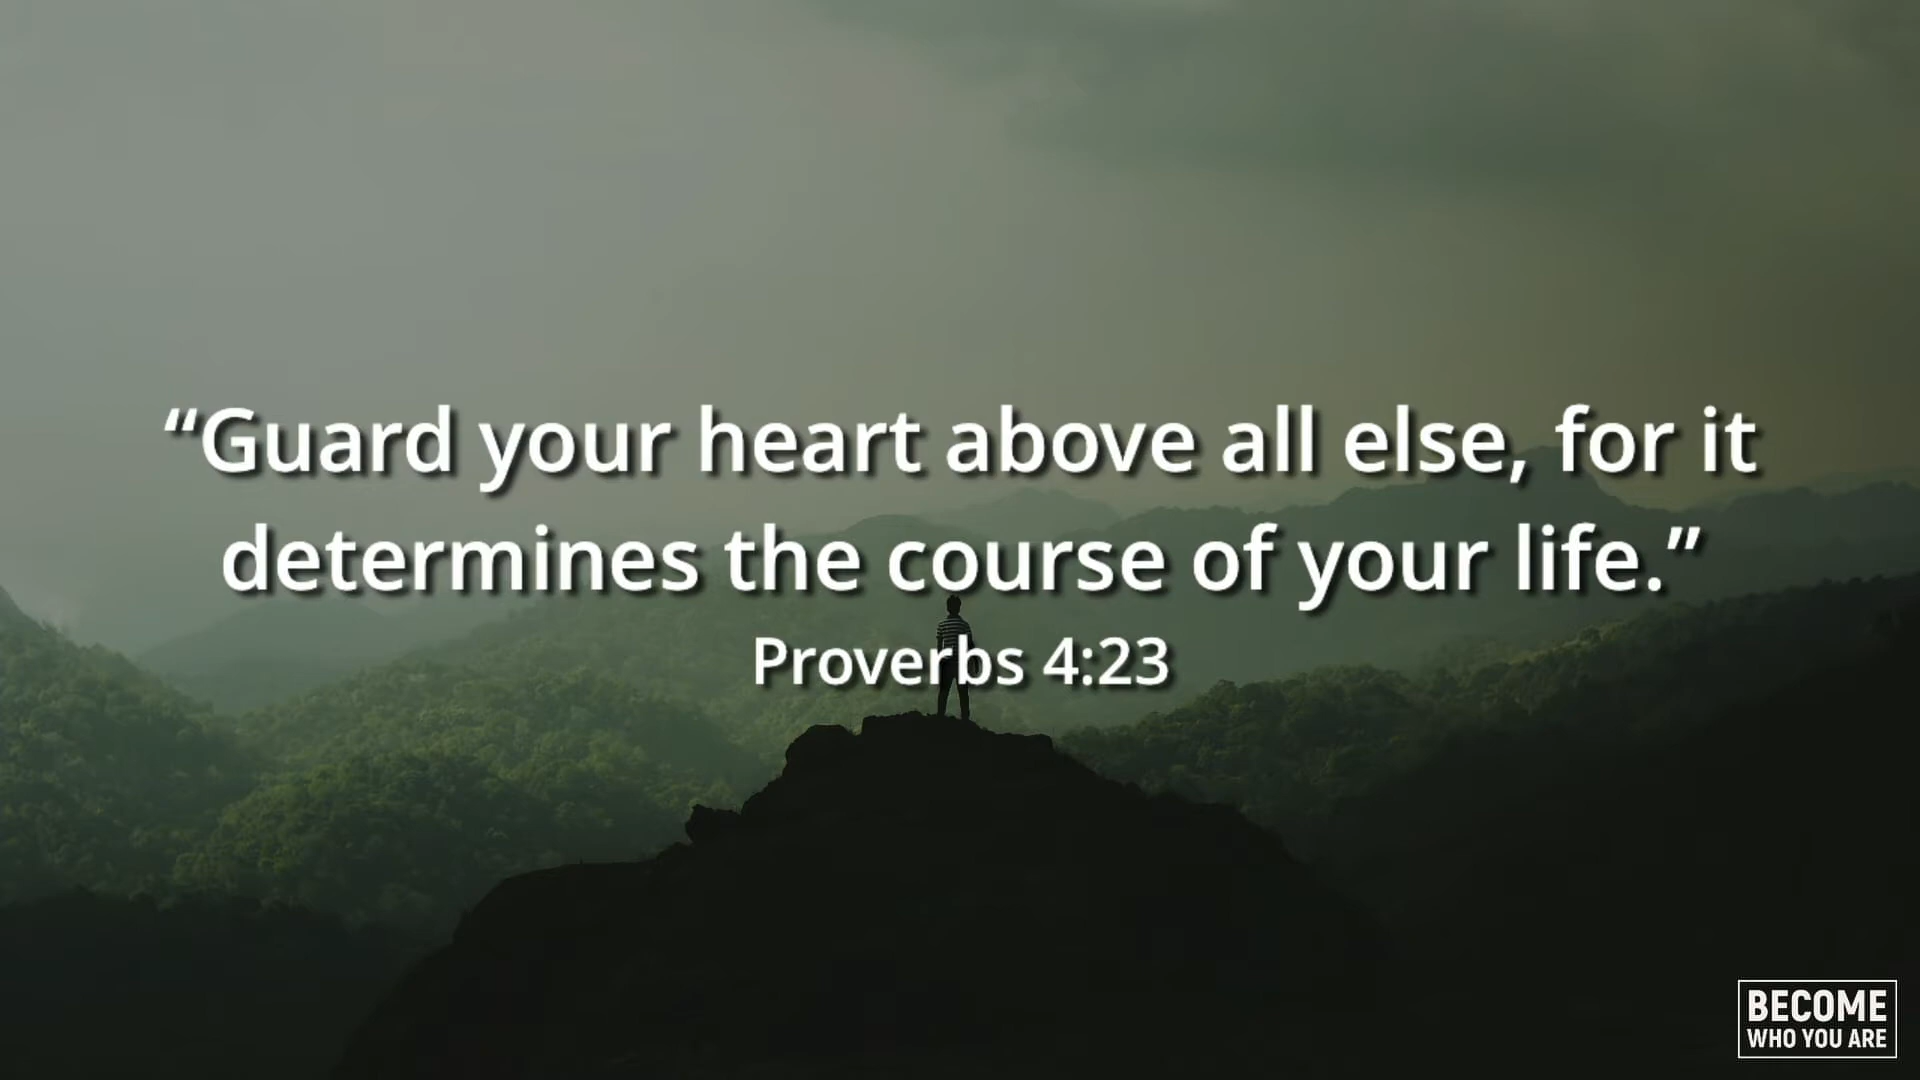 “Guard your heart above all else, for it
determines the course of your life.”
Proverbs 4:23
BECOME
WHO YOU ARE